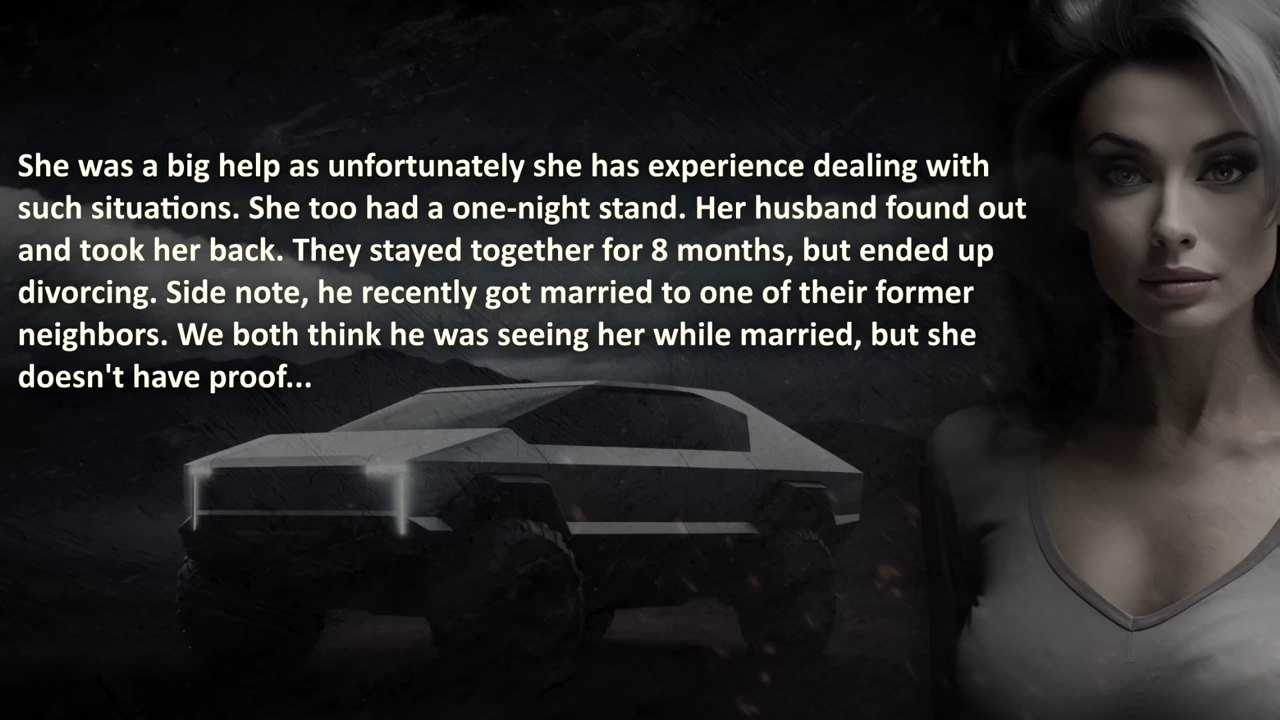 She was a big help as unfortunately she has experience dealing with
such situations. She too had a one-night stand. Her husband found out
and took her back. They stayed together for 8 months, but ended up
divorcing. Side note, he recently got married to one of their former
neighbors. We both think he was seeing her while married, but she
doesn't have proof...